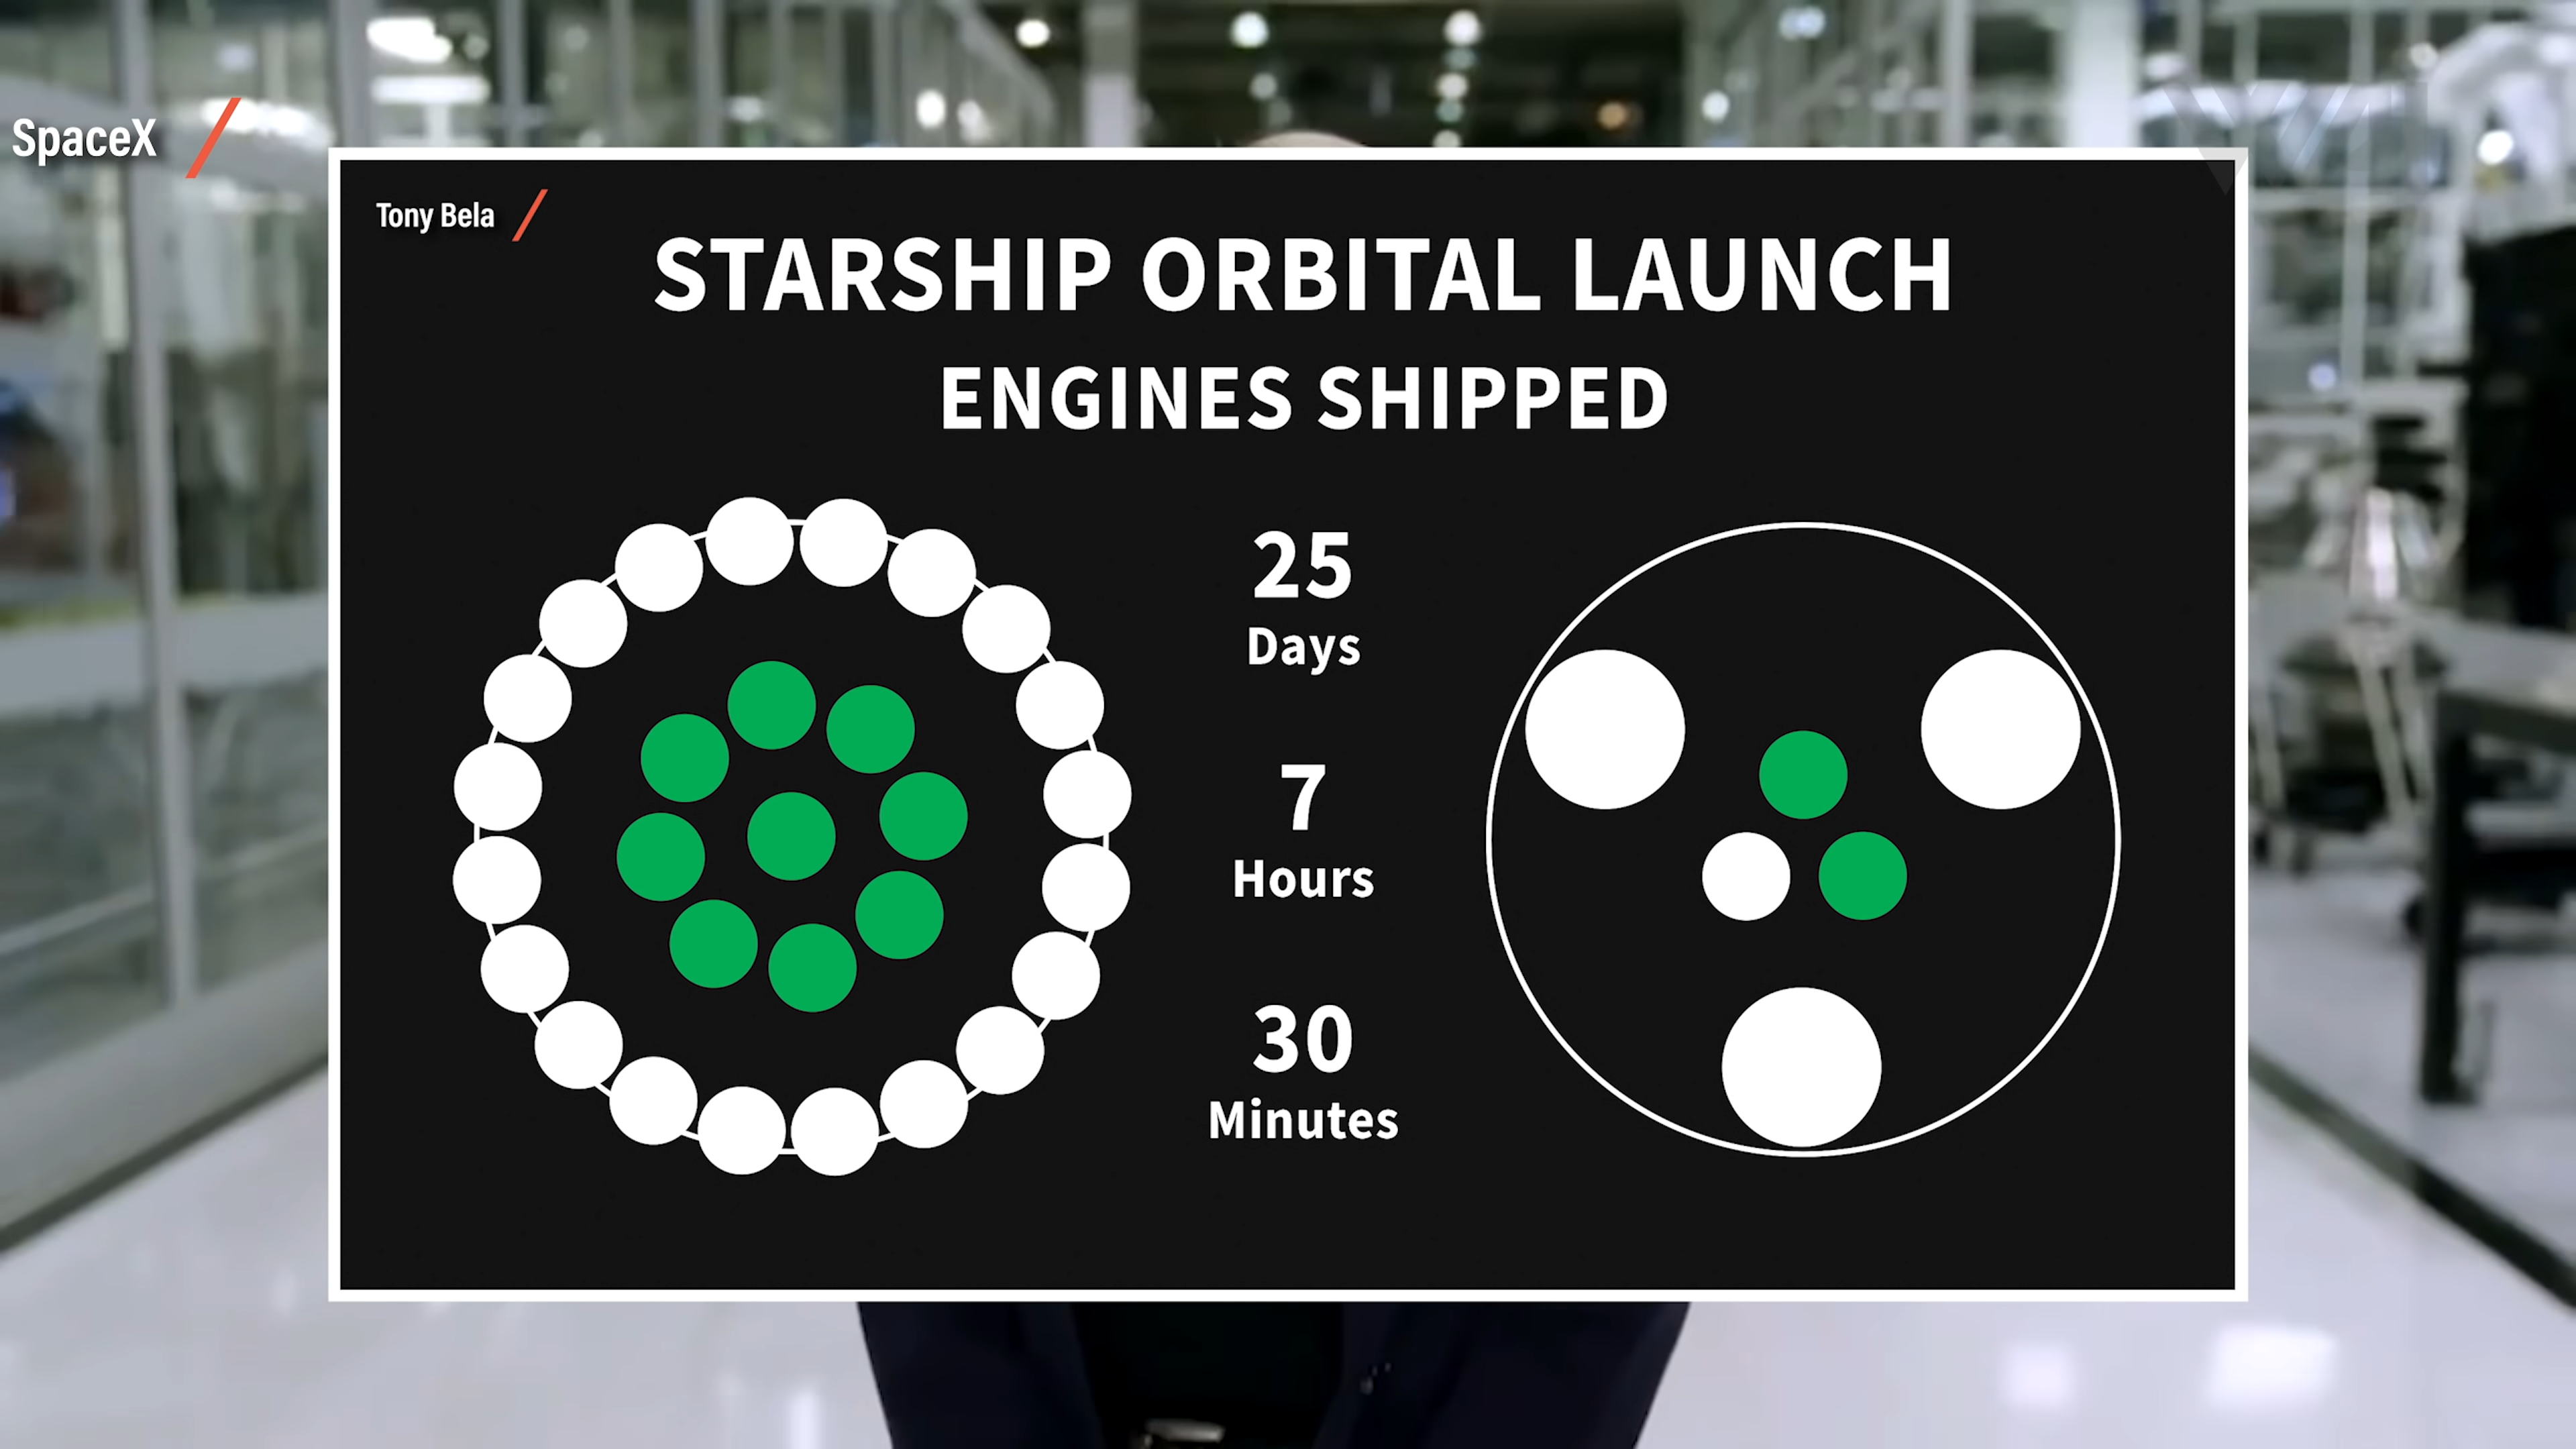 SpaceX
Tony Bela
STARSHIP ORBITAL LAUNCH
ENGINES SHIPPED
25
Days
7
Hours
30
Minutes